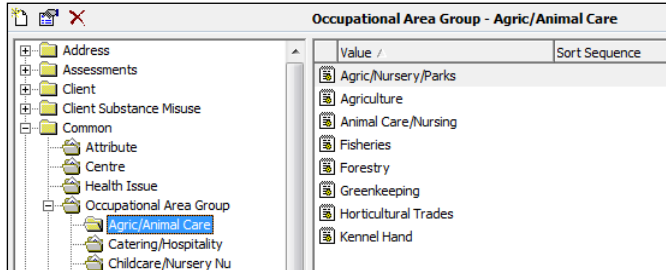 Occupational Area Group - Agric/Animal Care
Address
Assessments
Client
Client Substance Misuse
Common
Attribute
Centre
Health Issue
Occupational Area Group
Agric/Animal Care
Catering/Hospitality
Childcare/Nursery Nu
Value Sort Sequence
Agric/Nursery/Parks
Agriculture
Animal Care/Nursing
Fisheries
Forestry
Greenkeeping
Horticultural Trades
Kennel Hand